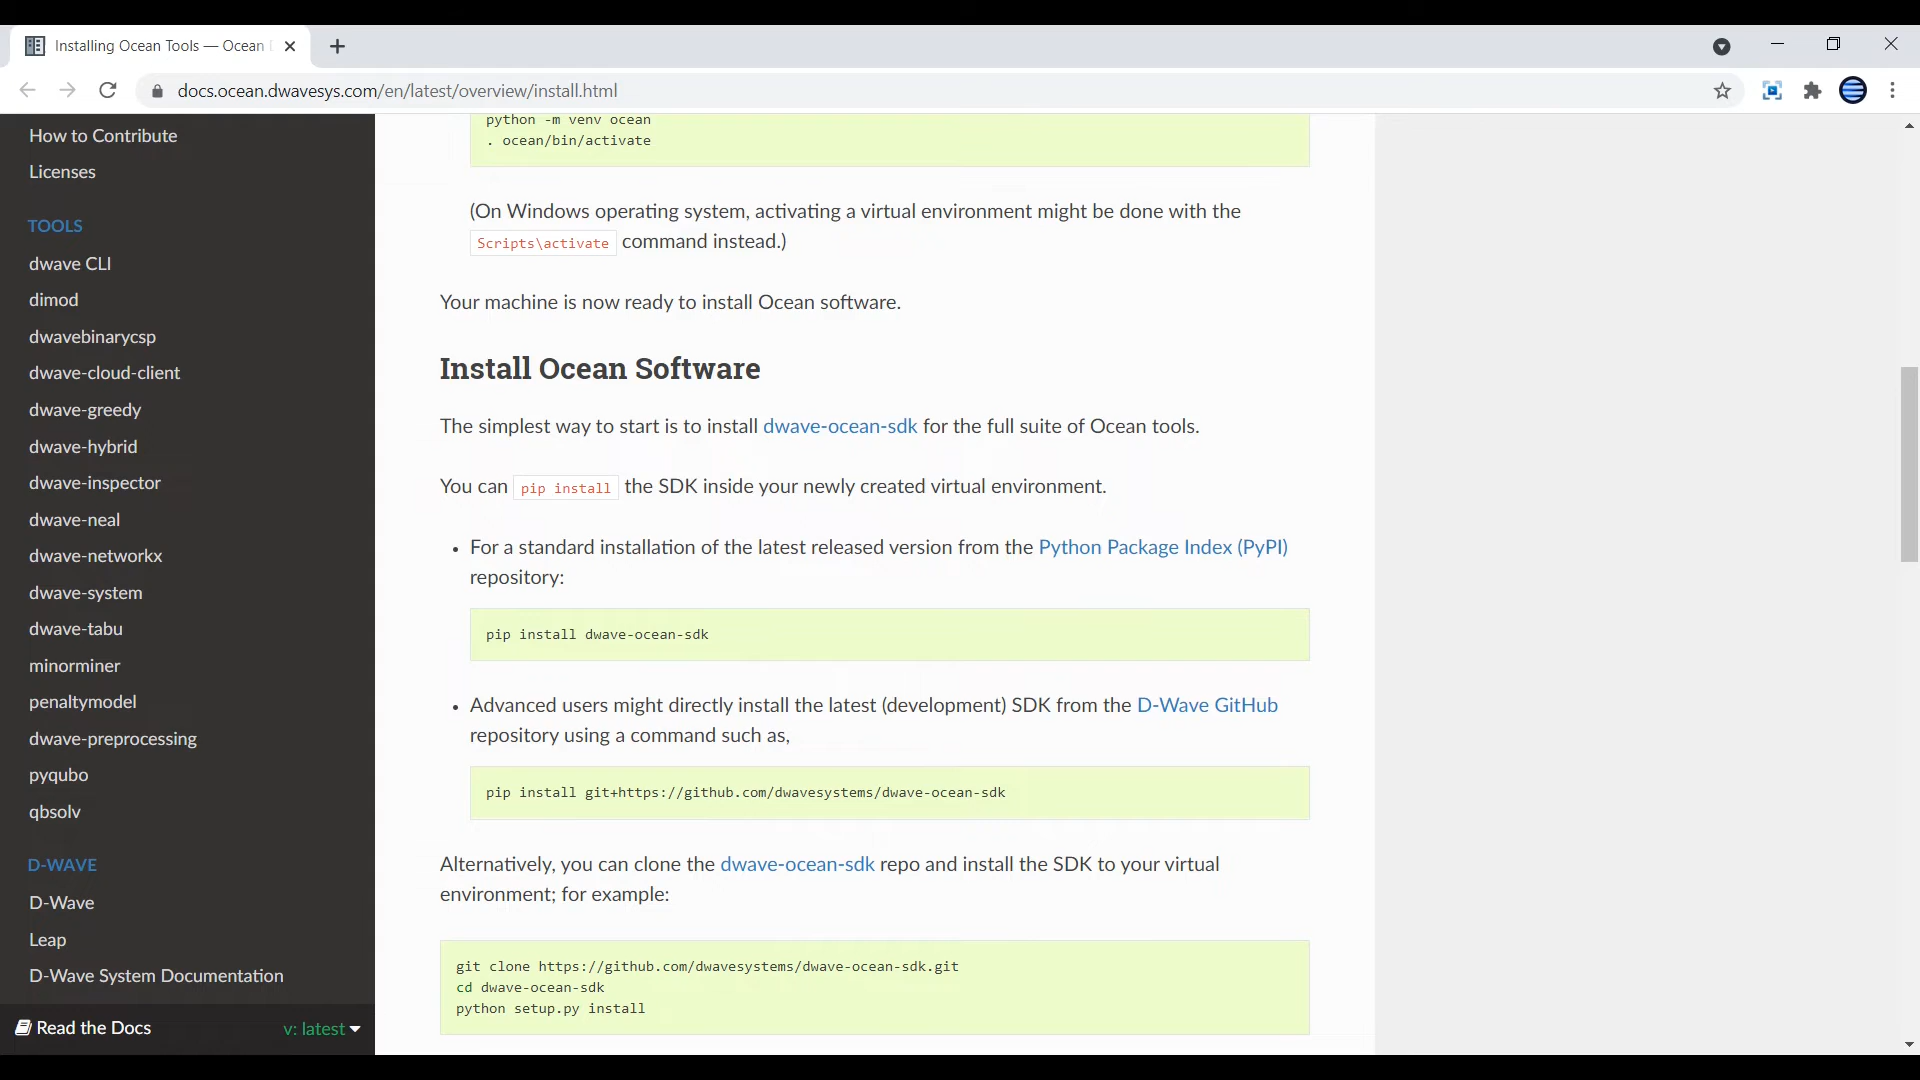 Installing Ocean Tools — Ocean
docs.ocean.dwavesys.com/en/latest/overview/install.html
How to Contribute
Licenses
TOOLS
dwave CLI
dimod
dwavebinarycsp
dwave-cloud-client
dwave-greedy
dwave-hybrid
dwave-inspector
dwave-neal
dwave-networkx
dwave-system
dwave-tabu
minorminer
penaltymodel
dwave-preprocessing
pyqubo
qbsolv
D-WAVE
D-Wave
Leap
D-Wave System Documentation
Read the Docs v: latest
python -m venv ocean
. ocean/bin/activate
(On Windows operating system, activating a virtual environment might be done with the
Scripts\activate command instead.)
Your machine is now ready to install Ocean software.
Install Ocean Software
The simplest way to start is to install dwave-ocean-sdk for the full suite of Ocean tools.
You can pip install the SDK inside your newly created virtual environment.
• For a standard installation of the latest released version from the Python Package Index (PyPI)
repository:
pip install dwave-ocean-sdk
• Advanced users might directly install the latest (development) SDK from the D-Wave GitHub
repository using a command such as,
pip install git+https://github.com/dwavesystems/dwave-ocean-sdk
Alternatively, you can clone the dwave-ocean-sdk repo and install the SDK to your virtual
environment; for example:
git clone https://github.com/dwavesystems/dwave-ocean-sdk.git
cd dwave-ocean-sdk
python setup.py install